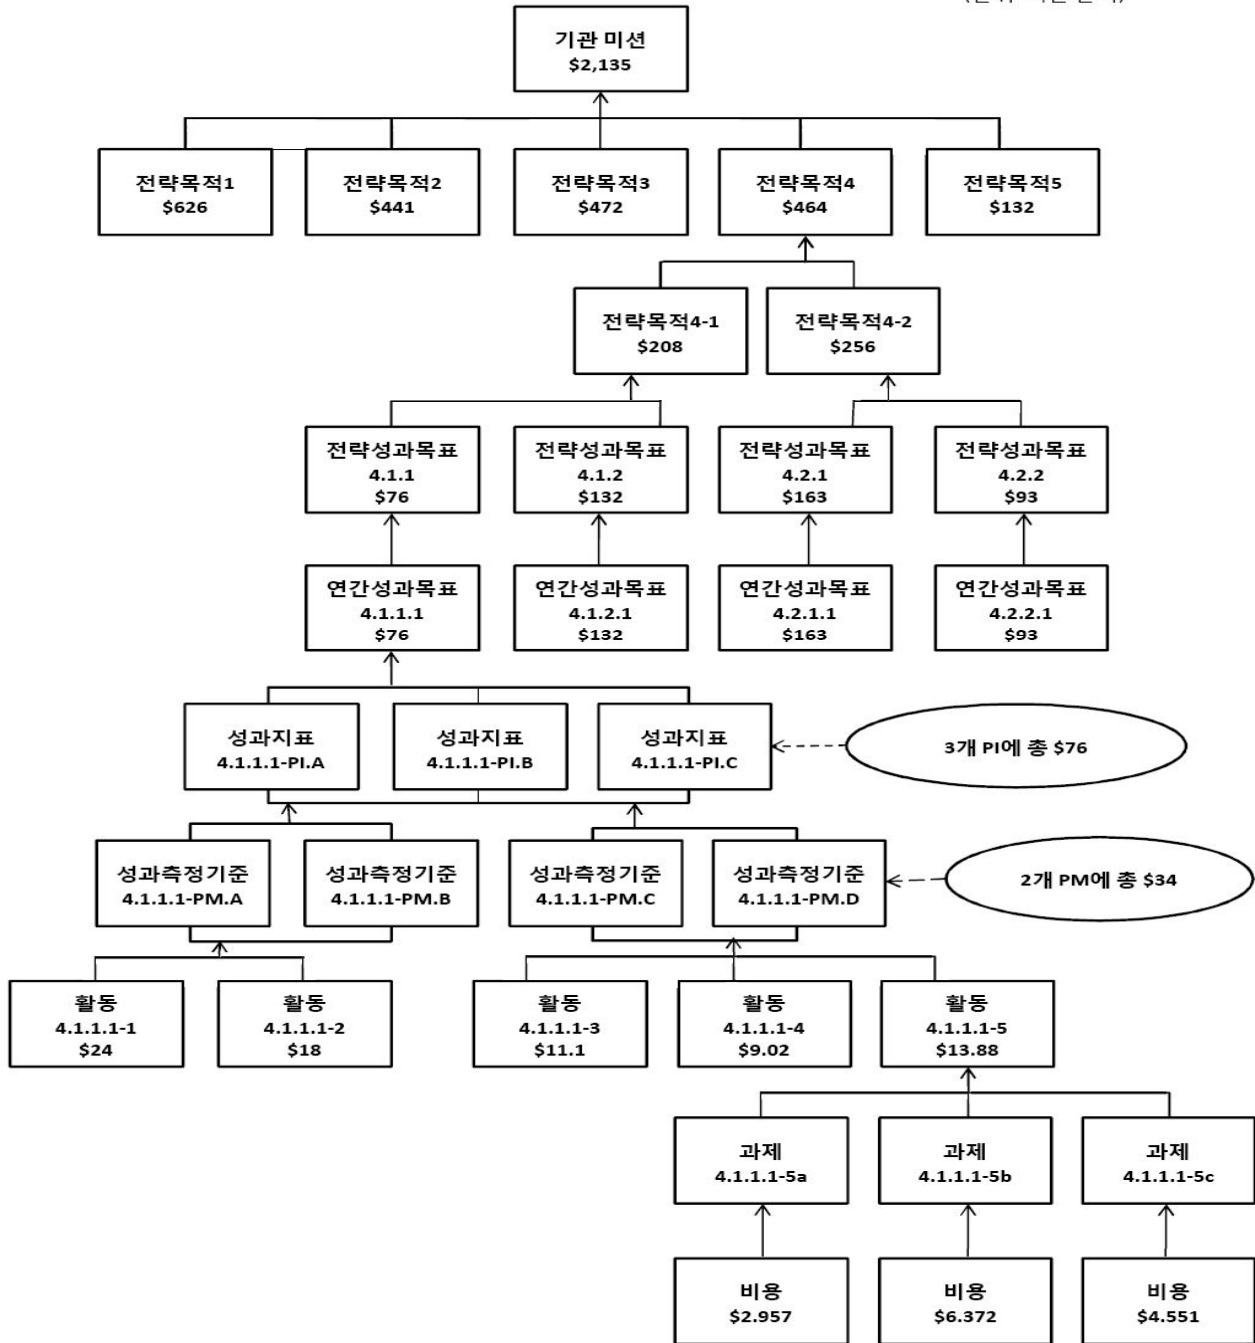 기관 미션
$2,135
전략목적1
$626
전략목적2
$441
전략목적3
$472
전략목적4
$464
전략목적5
$132
전략목적4-1
$208
전략목적4-2
$256
전략성과목표
4.1.1
$76
전략성과목표
4.1.2
$132
전략성과목표
4.2.1
$163
전략성과목표
4.2.2
$93
연간성과목표
4.1.1.1
$76
연간성과목표
4.1.2.1
$132
연간성과목표
4.2.1.1
$163
연간성과목표
4.2.2.1
$93
성과지표
4.1.1.1-PI.A
성과지표
4.1.1.1-PI.B
성과지표
4.1.1.1-PI.C
3개 PI에 총 $76
성과측정기준
4.1.1.1-PM.A
성과측정기준
4.1.1.1-PM.B
성과측정기준
4.1.1.1-PM.C
성과측정기준
4.1.1.1-PM.D
2개 PM에 총 $34
활동
4.1.1.1-1
$24
활동
4.1.1.1-2
$18
활동
4.1.1.1-3
$11.1
활동
4.1.1.1-4
$9.02
활동
4.1.1.1-5
$13.88
과제
4.1.1.1-5a
과제
4.1.1.1-5b
과제
4.1.1.1-5c
비용
$2.957
비용
$6.372
비용
$4.551